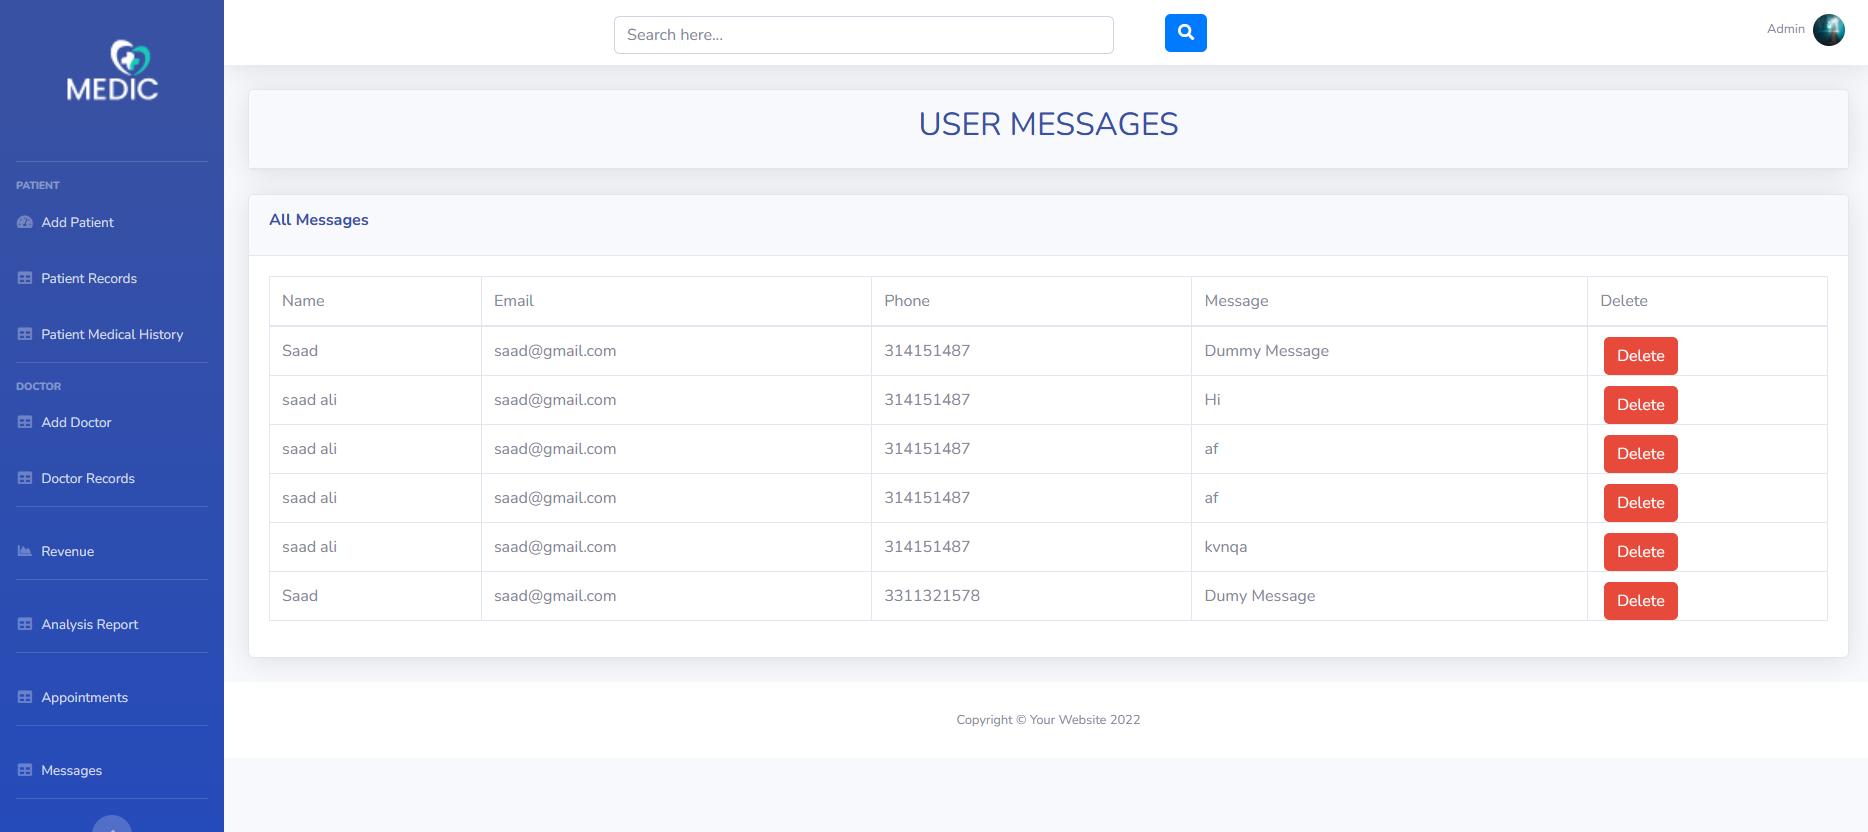 MEDIC
Search here...
Admin
PATIENT
Add Patient
Patient Records
Patient Medical History
DOCTOR
Add Doctor
Doctor Records
Revenue
Analysis Report
Appointments
Messages
USER MESSAGES
All Messages
Name Email Phone Message Delete
Saad saad@gmail.com 314151487 Dummy Message Delete
saad ali saad@gmail.com 314151487 Hi Delete
saad ali saad@gmail.com 314151487 af Delete
saad ali saad@gmail.com 314151487 af Delete
saad ali saad@gmail.com 314151487 kvnqa Delete
Saad saad@gmail.com 3311321578 Dumy Message Delete
Copyright © Your Website 2022